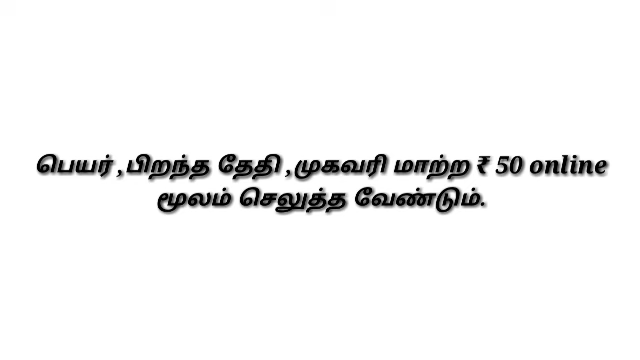 பெயர் ,பிறந்த தேதி ,முகவரி மாற்ற ₹ 50 online
மூலம் செலுத்த வேண்டும்.